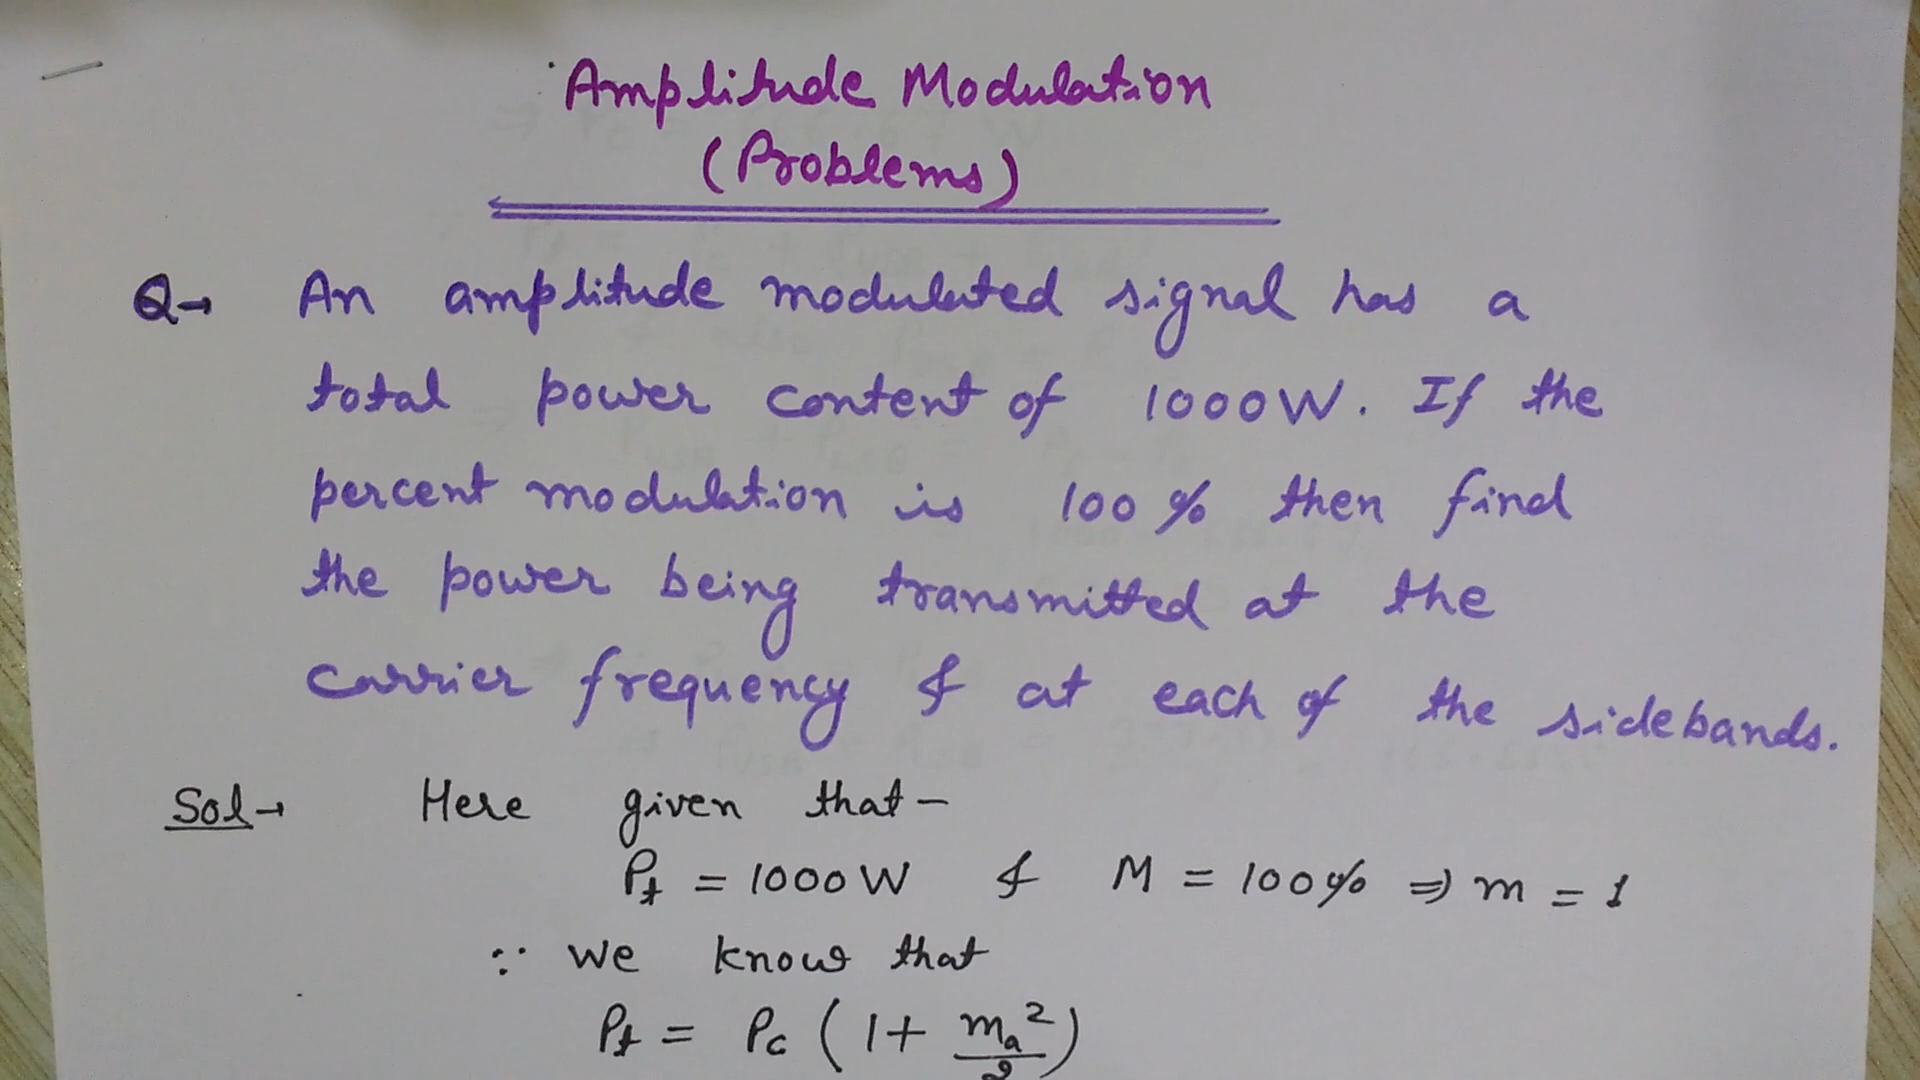 Amplitude Modulation
(Problems)
Q→ An amplitude modulated signal has a
total power content of 1000W. If the
percent modulation is 100% then find
the power being transmitted at the
carrier frequency & at each of the sidebands.
Sol→ Here given that -
Pt = 1000W & M = 100% ⇒ m = 1
∵ we know that
Pt = Pc (1 + ma²/2)